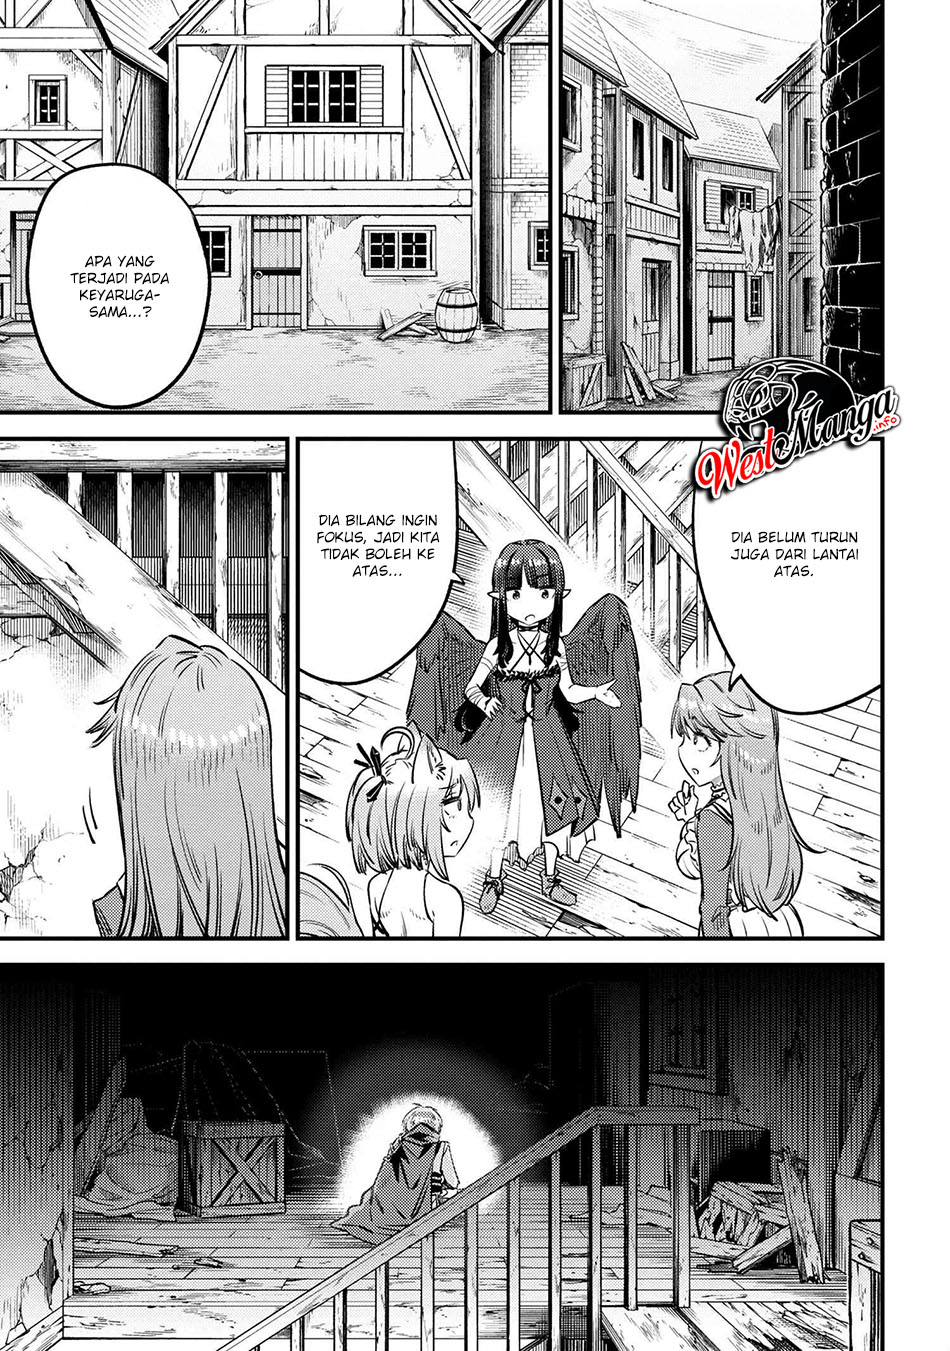 APA YANG
TERJADI PADA
KEYARUGA-
SAMA...?
DIA BELUM TURUN
JUGA DARI LANTAI
ATAS.
DIA BILANG INGIN
FOKUS, JADI KITA
TIDAK BOLEH KE
ATAS...
WestManga
.info